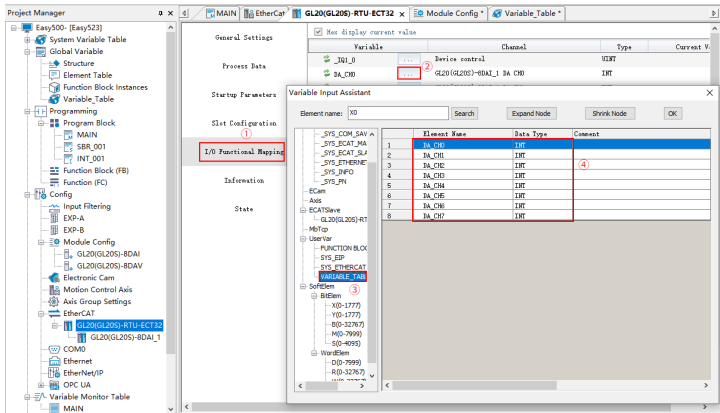 Project Manager
MAIN
EtherCAT
GL20(GL20S)-RTU-ECT32
Module Config *
Variable_Table *
Easy500- [Easy523]
System Variable Table
Global Variable
Structure
Element Table
Function Block Instances
Variable_Table
Programming
Program Block
MAIN
SBR_001
INT_001
Function Block (FB)
Function (FC)
Config
Input Filtering
EXP-A
EXP-B
Module Config
GL20(GL20S)-8DAI
GL20(GL20S)-8DAV
Electronic Cam
Motion Control Axis
Axis Group Settings
EtherCAT
GL20(GL20S)-RTU-ECT32
GL20(GL20S)-8DAI_1
COM0
Ethernet
EtherNet/IP
OPC UA
Variable Monitor Table
MAIN
General Settings
Process Data
Startup Parameters
Slot Configuration
①
I/O Functional Mapping
Information
State
Hex display current value
Variable Channel Type Current V
_IQ1_0 ... Device control UINT
②
DA_CH0 ... GL20(GL20S)-8DAI_1 DA CH0 INT
Variable Input Assistant
Element name: X0 Search Expand Node Shrink Node OK
_SYS_COM_SAV
_SYS_ECAT_MA
_SYS_ECAT_SLA
_SYS_ETHERNE
_SYS_INFO
_SYS_PN
ECam
Axis
ECATSlave
GL20(GL20S)-RT
MbTcp
UserVar
FUNCTION BLOC
SYS_EIP
SYS_ETHERCAT
VARIABLE_TABL
③
SoftElem
BitElem
X(0-1777)
Y(0-1777)
B(0-32767)
M(0-7999)
S(0-4095)
WordElem
D(0-7999)
R(0-32767)
Element Name Data Type Comment
1 DA_CH0 INT
2 DA_CH1 INT
3 DA_CH2 INT
④
4 DA_CH3 INT
5 DA_CH4 INT
6 DA_CH5 INT
7 DA_CH6 INT
8 DA_CH7 INT